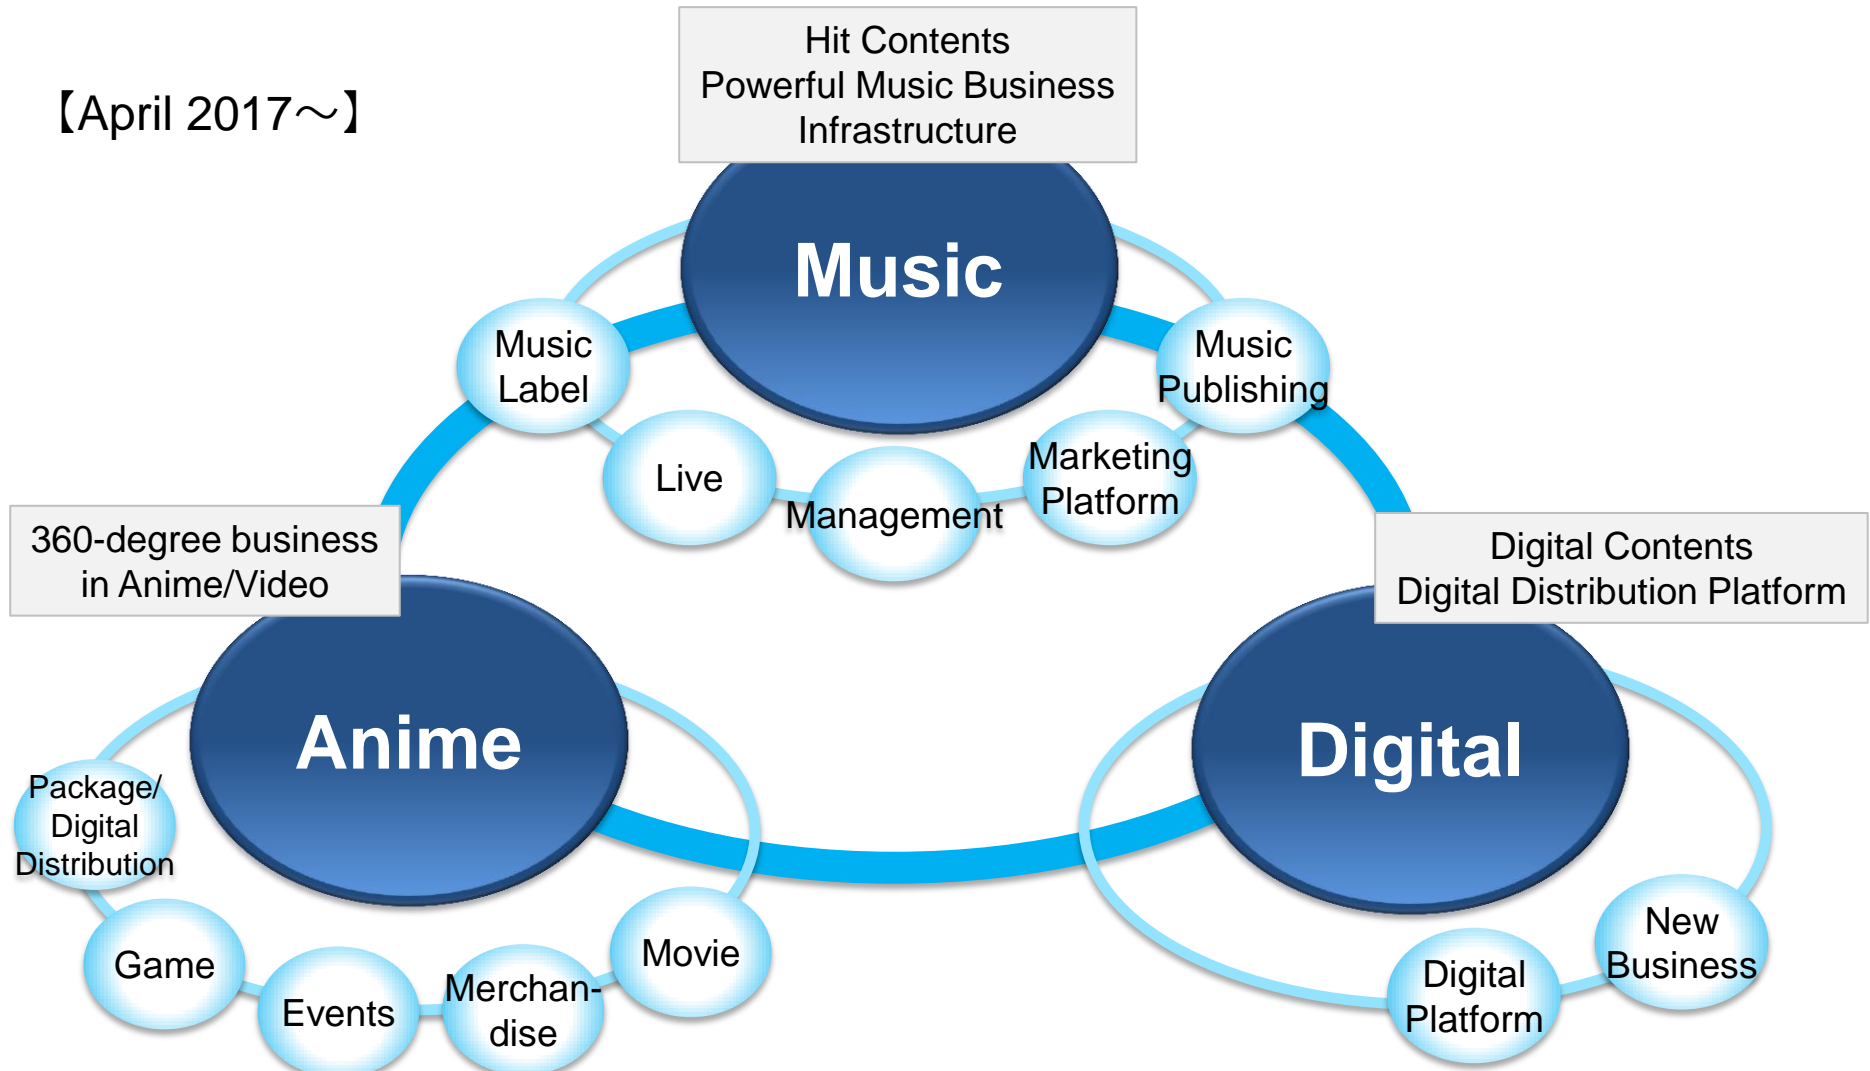 【April 2017～】
Hit Contents
Powerful Music Business
Infrastructure
Music
Music
Label
Live
Management
Marketing
Platform
Music
Publishing
360-degree business
in Anime/Video
Anime
Package/
Digital
Distribution
Game
Events
Merchan-
dise
Movie
Digital Contents
Digital Distribution Platform
Digital
Digital
Platform
New
Business